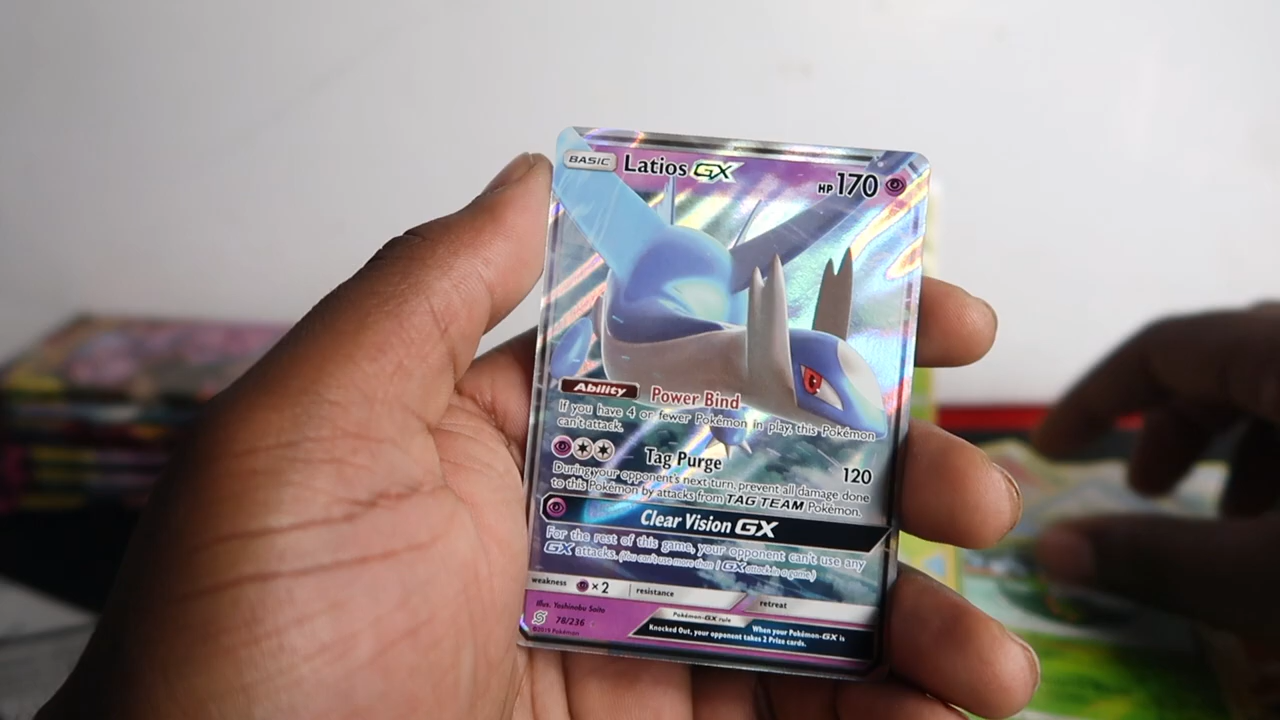 BASIC Latios GX HP 170
Ability Power Bind
If you have 4 or fewer Pokémon in play, this Pokémon
can't attack.
Tag Purge 120
During your opponent's next turn, prevent all damage done
to this Pokémon by attacks from TAG TEAM Pokémon.
Clear Vision GX
For the rest of this game, your opponent can't use any
GX attacks. (You can't use more than 1 GX attack in a game.)
weakness ×2 resistance retreat
Illus. Yoshinobu Saito
78/236
©2019 Pokémon
Pokémon-GX rule
When your Pokémon-GX is
Knocked Out, your opponent takes 2 Prize cards.